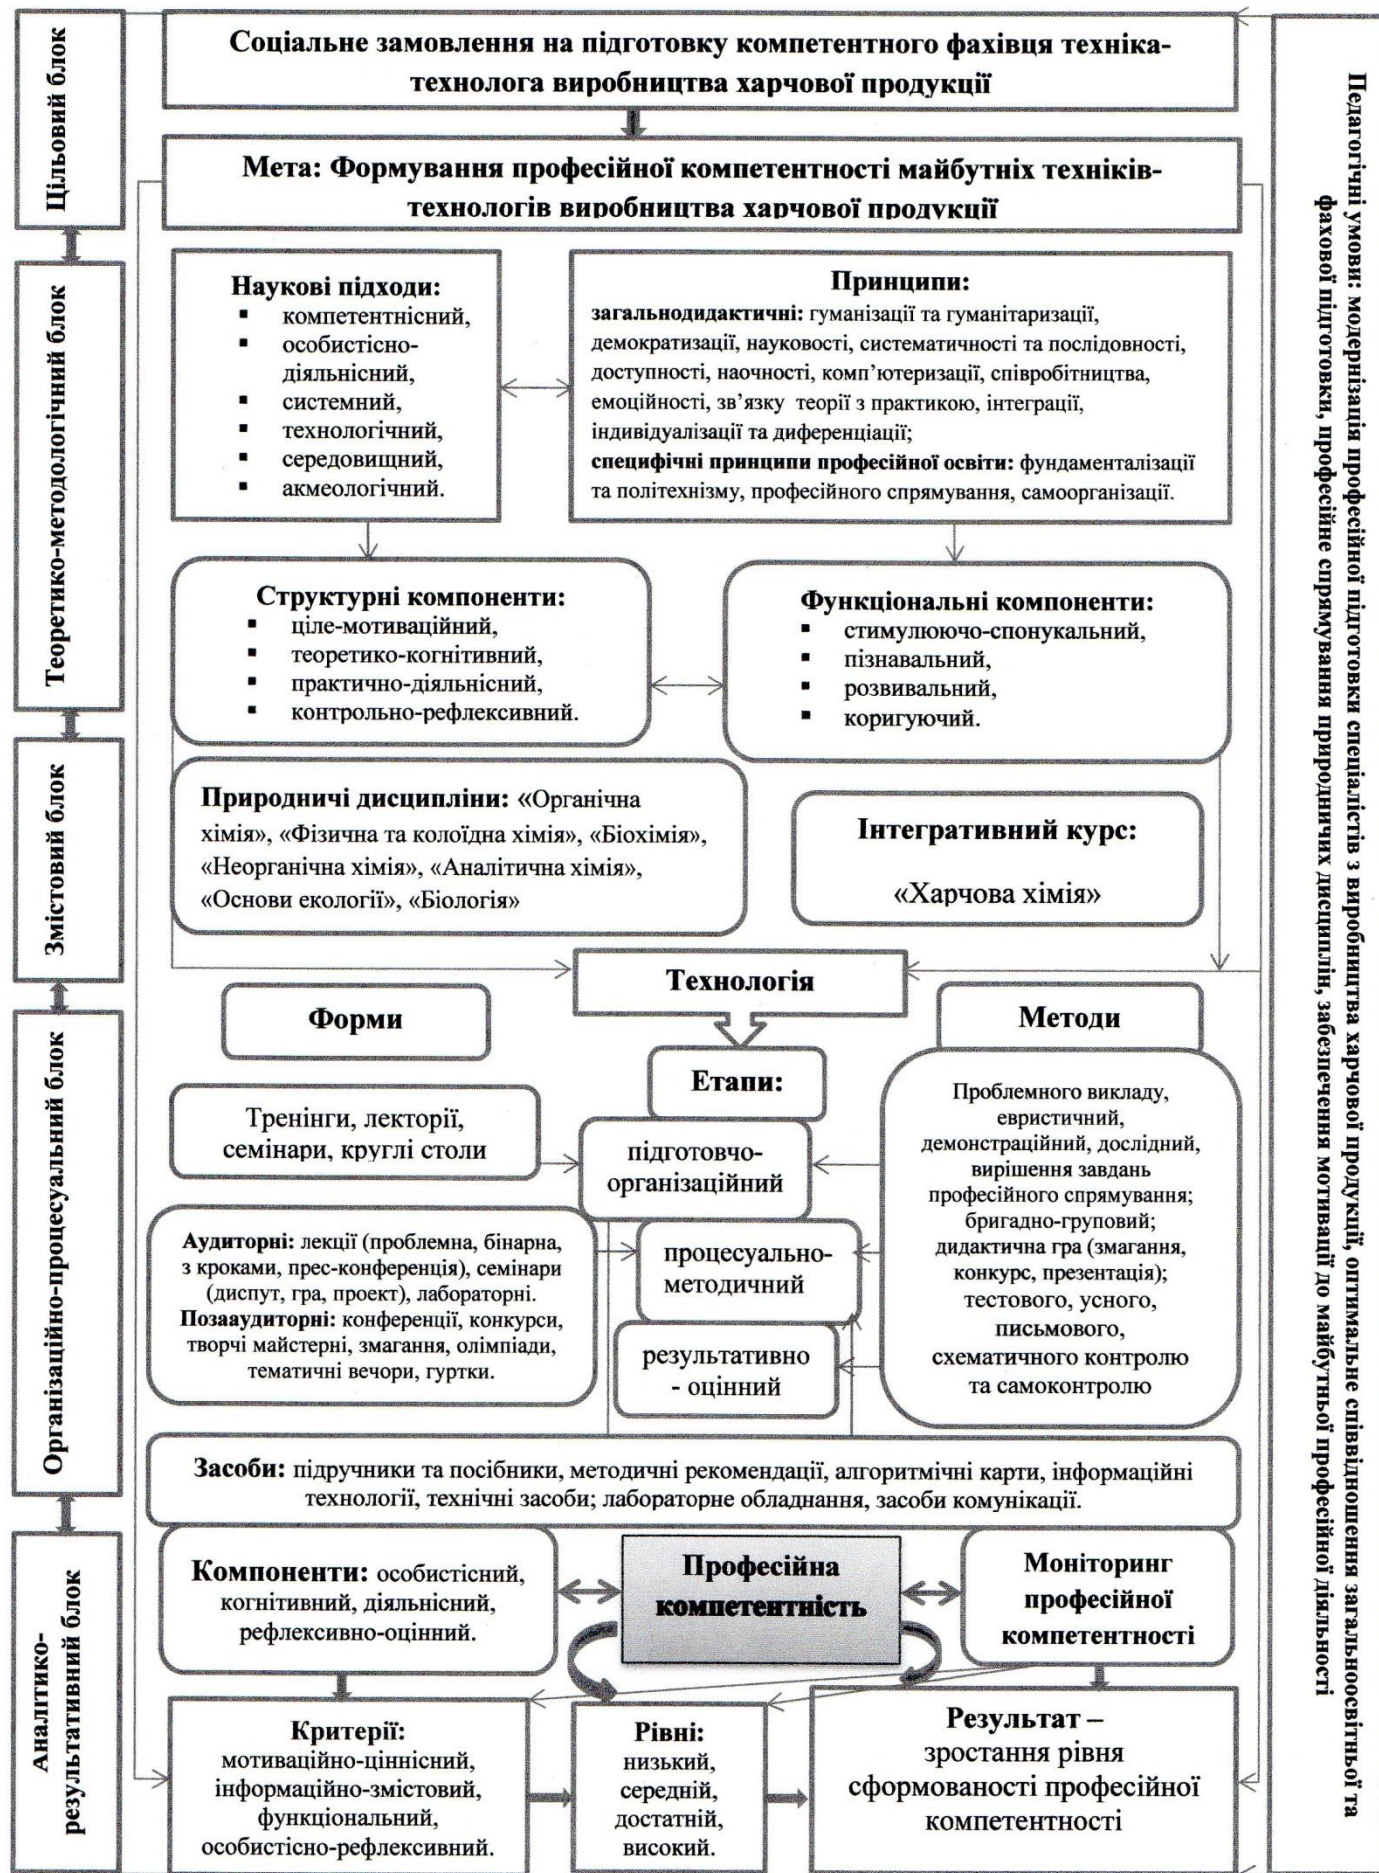 Цільовий блок
Соціальне замовлення на підготовку компетентного фахівця техніка-
технолога виробництва харчової продукції
Мета: Формування професійної компетентності майбутніх техніків-
технологів виробництва харчової продукції
Теоретико-методологічний блок
Наукові підходи:
▪ компетентнісний,
▪ особистісно-
діяльнісний,
▪ системний,
▪ технологічний,
▪ середовищний,
▪ акмеологічний.
Принципи:
загальнодидактичні: гуманізації та гуманітаризації,
демократизації, науковості, систематичності та послідовності,
доступності, наочності, комп’ютеризації, співробітництва,
емоційності, зв’язку теорії з практикою, інтеграції,
індивідуалізації та диференціації;
специфічні принципи професійної освіти: фундаменталізації
та політехнізму, професійного спрямування, самоорганізації.
Структурні компоненти:
▪ ціле-мотиваційний,
▪ теоретико-когнітивний,
▪ практично-діяльнісний,
▪ контрольно-рефлексивний.
Функціональні компоненти:
▪ стимулюючо-спонукальний,
▪ пізнавальний,
▪ розвивальний,
▪ коригуючий.
Змістовий блок
Природничі дисципліни: «Органічна
хімія», «Фізична та колоїдна хімія», «Біохімія»,
«Неорганічна хімія», «Аналітична хімія»,
«Основи екології», «Біологія»
Інтегративний курс:
«Харчова хімія»
Організаційно-процесуальний блок
Технологія
Форми
Методи
Етапи:
Тренінги, лекторії,
семінари, круглі столи
підготовчо-
організаційний
Проблемного викладу,
евристичний,
демонстраційний, дослідний,
вирішення завдань
професійного спрямування;
бригадно-груповий;
дидактична гра (змагання,
конкурс, презентація);
тестового, усного,
письмового,
схематичного контролю
та самоконтролю
Аудиторні: лекції (проблемна, бінарна,
з кроками, прес-конференція), семінари
(диспут, гра, проект), лабораторні.
Позааудиторні: конференції, конкурси,
творчі майстерні, змагання, олімпіади,
тематичні вечори, гуртки.
процесуально-
методичний
результативно
- оцінний
Засоби: підручники та посібники, методичні рекомендації, алгоритмічні карти, інформаційні
технології, технічні засоби; лабораторне обладнання, засоби комунікації.
Аналітико-
результативний блок
Компоненти: особистісний,
когнітивний, діяльнісний,
рефлексивно-оцінний.
Професійна
компетентність
Моніторинг
професійної
компетентності
Критерії:
мотиваційно-ціннісний,
інформаційно-змістовий,
функціональний,
особистісно-рефлексивний.
Рівні:
низький,
середній,
достатній,
високий.
Результат –
зростання рівня
сформованості професійної
компетентності
Педагогічні умови: модернізація професійної підготовки спеціалістів з виробництва харчової продукції, оптимальне співвідношення загальноосвітньої та
фахової підготовки, професійне спрямування природничих дисциплін, забезпечення мотивації до майбутньої професійної діяльності